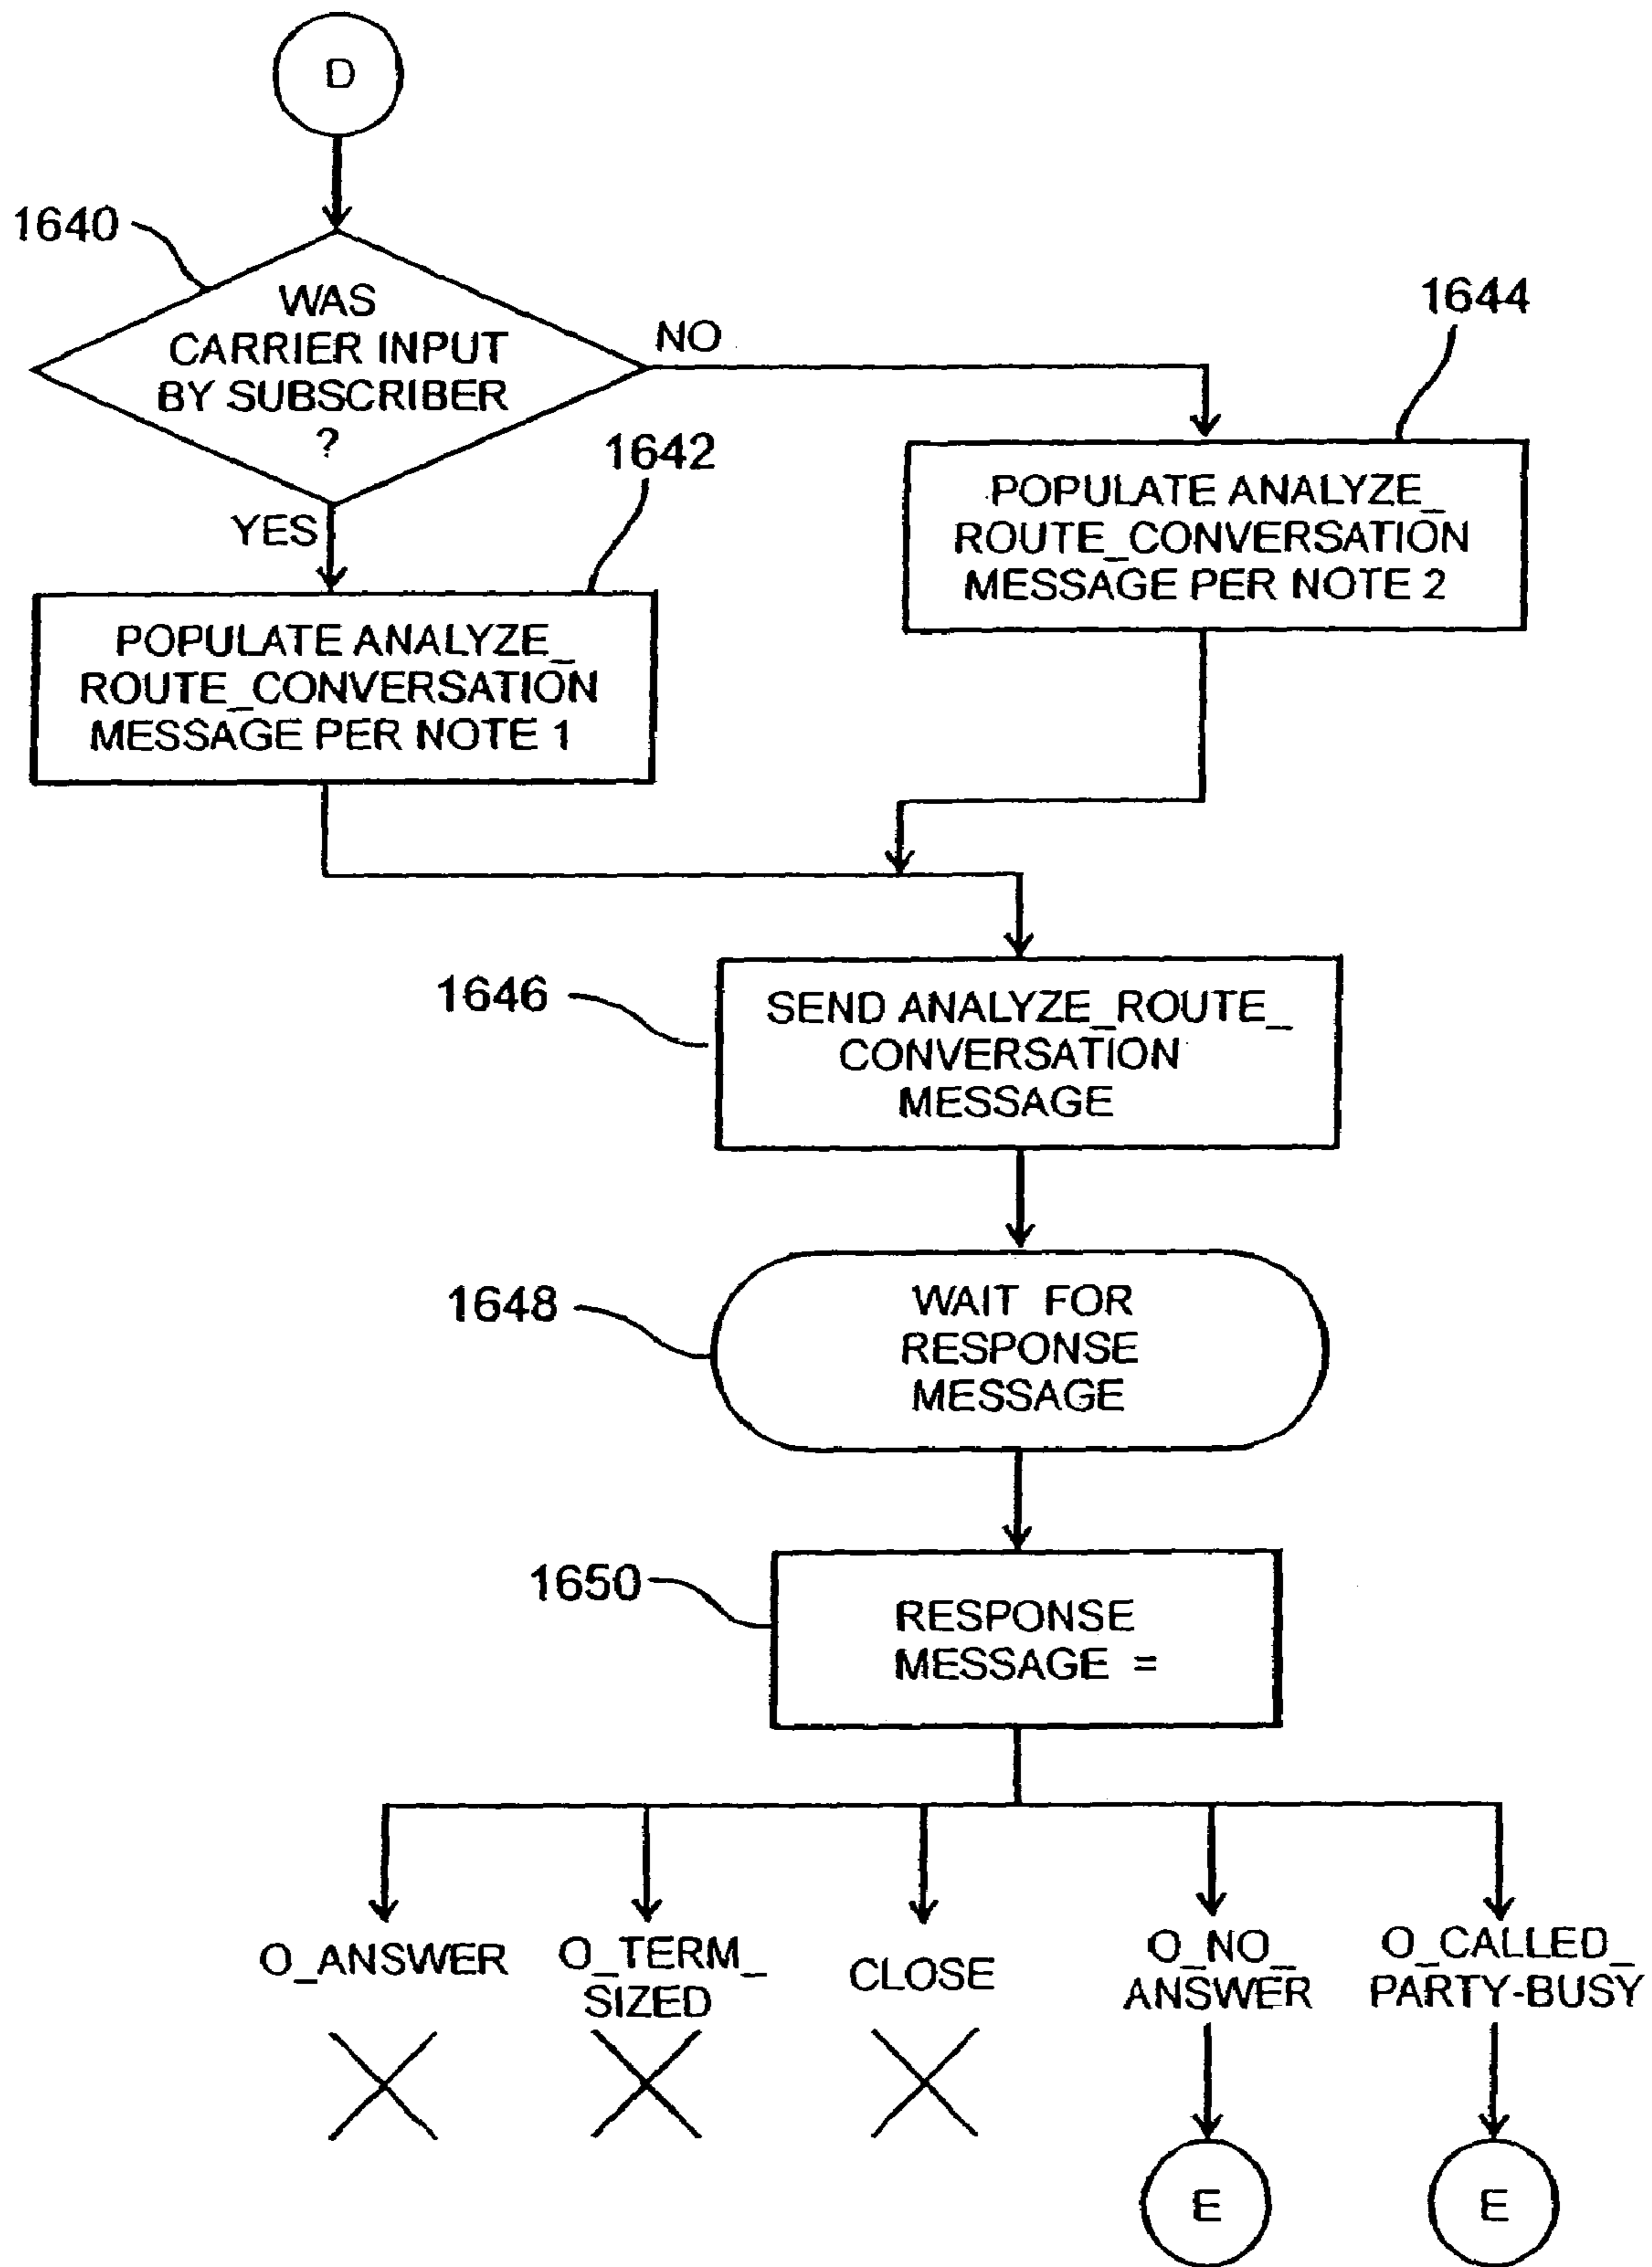 D
1640
WAS
CARRIER INPUT
BY SUBSCRIBER
?
NO
1644
YES
1642
POPULATE ANALYZE_
ROUTE_CONVERSATION
MESSAGE PER NOTE 2
POPULATE ANALYZE_
ROUTE_CONVERSATION
MESSAGE PER NOTE 1
1646
SEND ANALYZE_ROUTE_
CONVERSATION
MESSAGE
1648
WAIT FOR
RESPONSE
MESSAGE
1650
RESPONSE
MESSAGE =
O_ANSWER
O_TERM_
SIZED
CLOSE
O_NO_
ANSWER
O_CALLED_
PARTY-BUSY
E
E